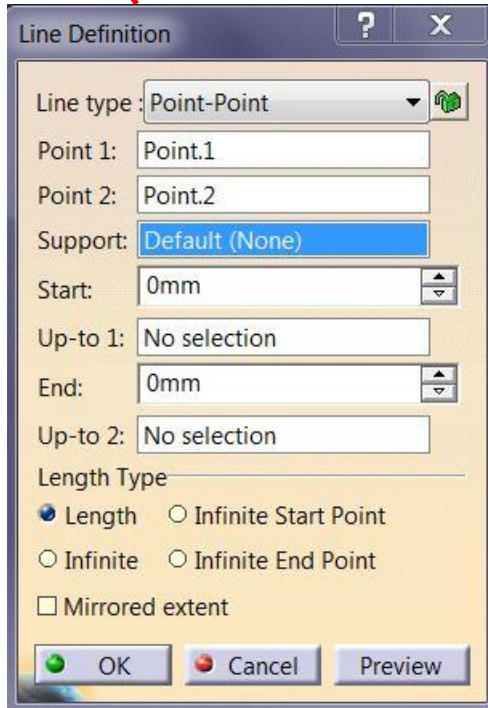 Line Definition ? X
Line type : Point-Point
Point 1: Point.1
Point 2: Point.2
Support: Default (None)
Start: 0mm
Up-to 1: No selection
End: 0mm
Up-to 2: No selection
Length Type
Length Infinite Start Point
Infinite Infinite End Point
Mirrored extent
OK Cancel Preview